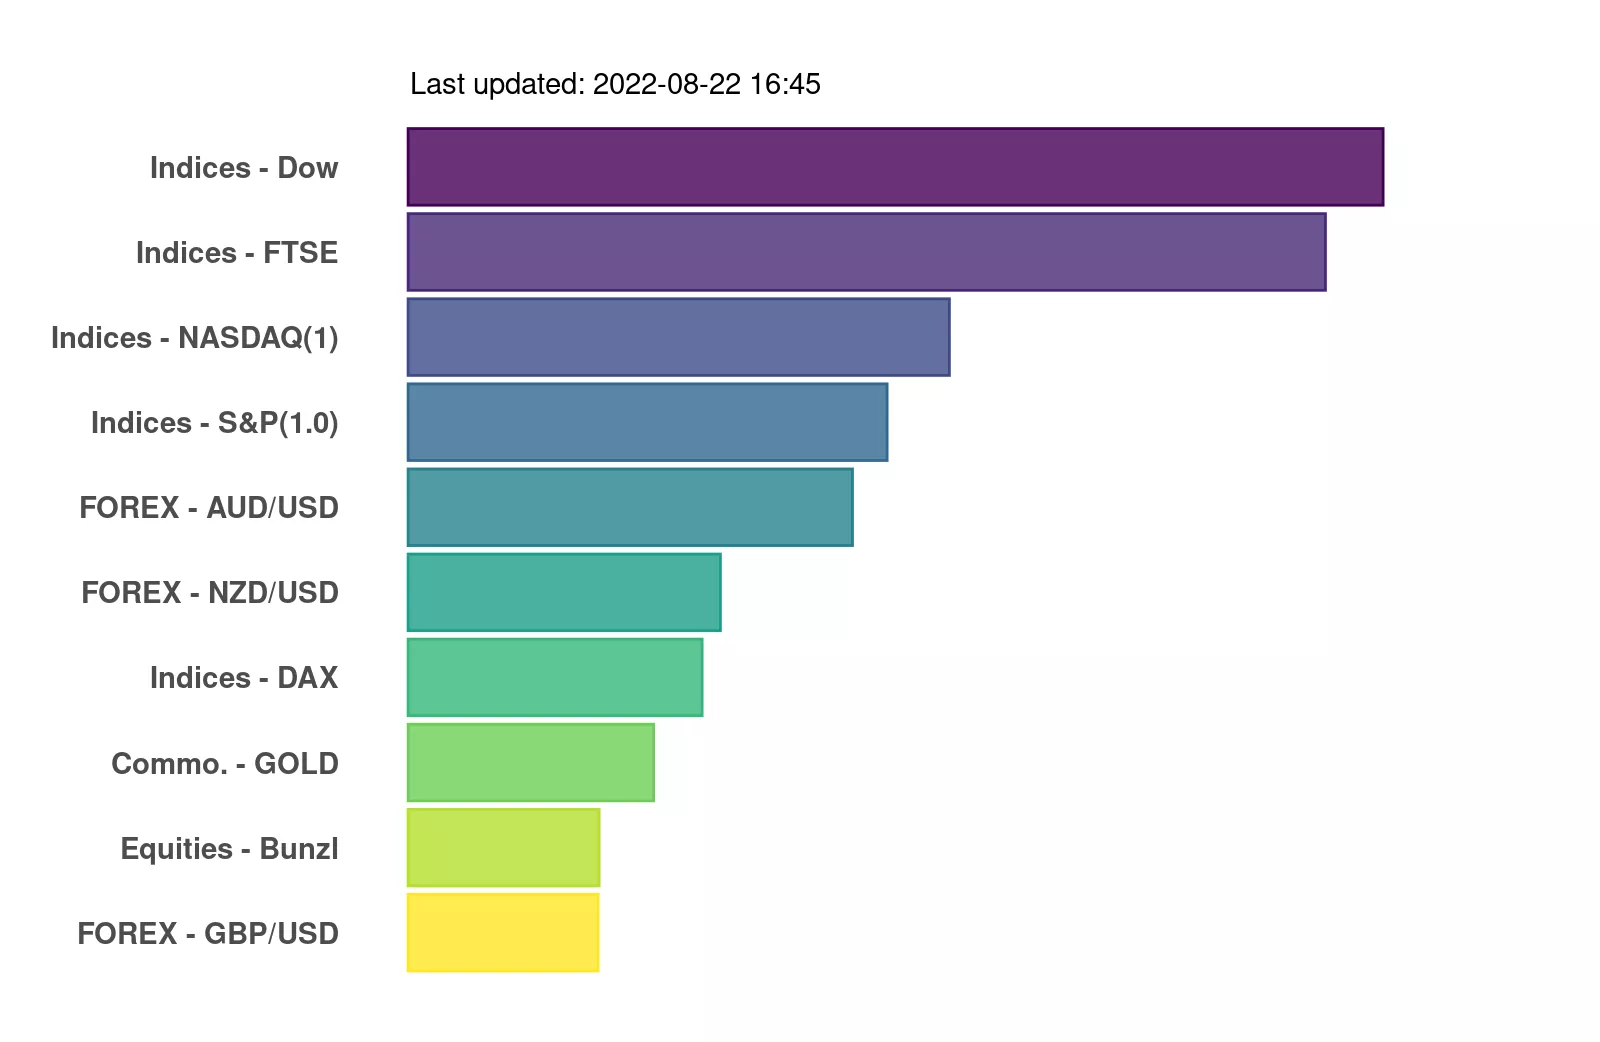 Last updated: 2022-08-22 16:45
Indices - Dow
Indices - FTSE
Indices - NASDAQ(1)
Indices - S&P(1.0)
FOREX - AUD/USD
FOREX - NZD/USD
Indices - DAX
Commo. - GOLD
Equities - Bunzl
FOREX - GBP/USD